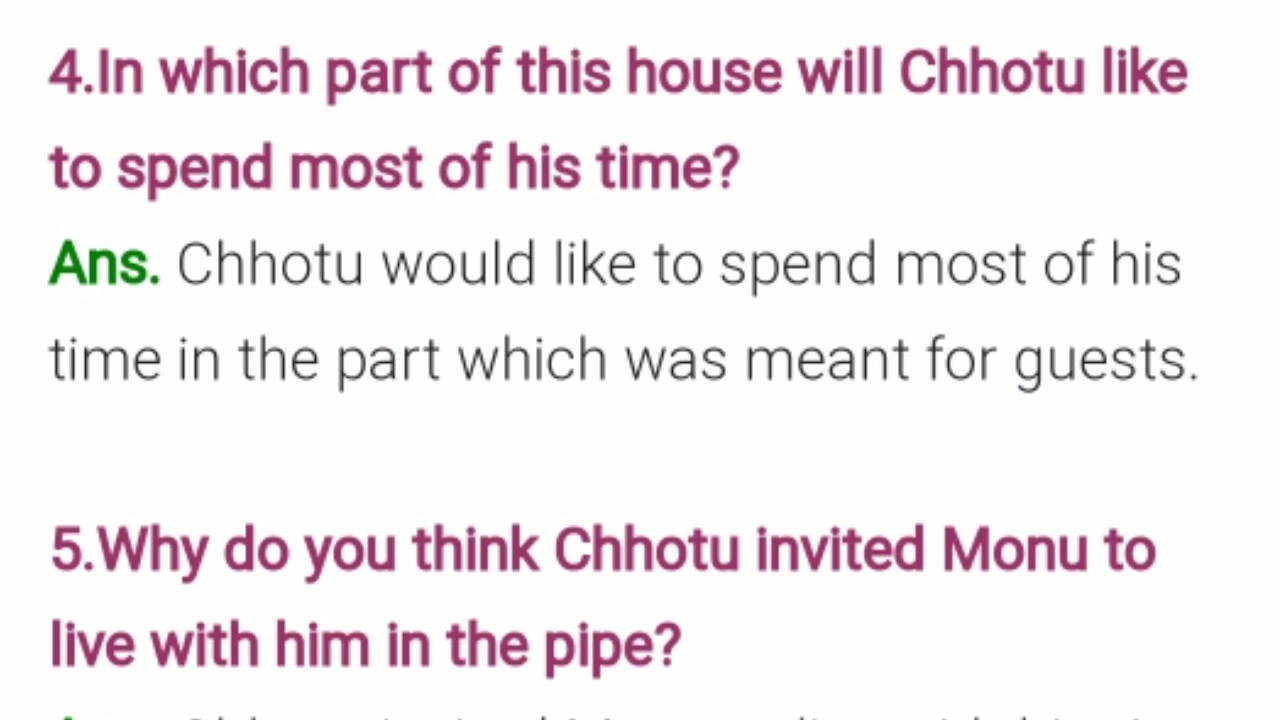 4.In which part of this house will Chhotu like
to spend most of his time?
Ans. Chhotu would like to spend most of his
time in the part which was meant for guests.
5.Why do you think Chhotu invited Monu to
live with him in the pipe?